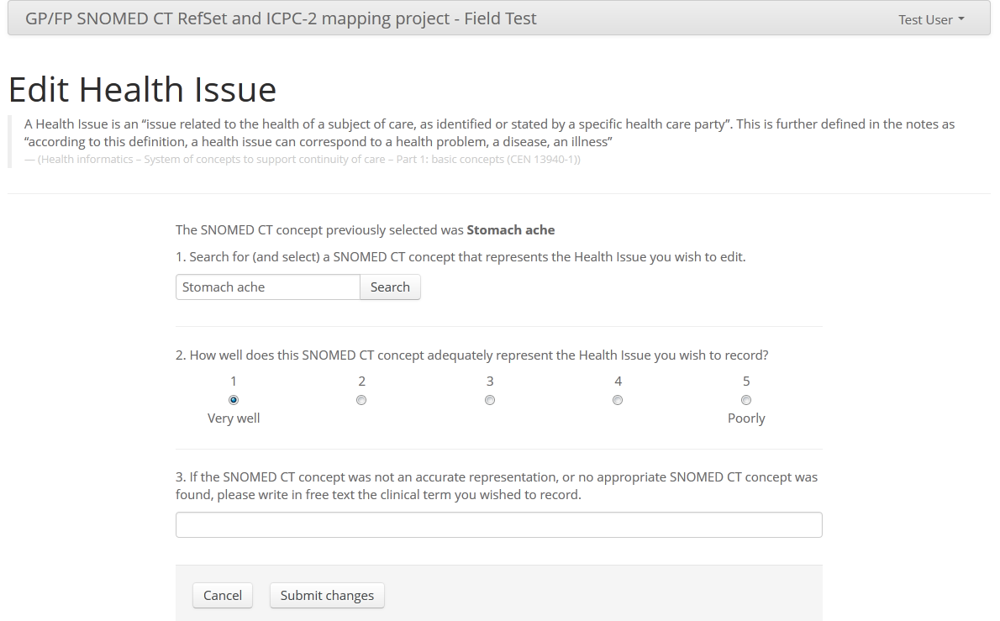 GP/FP SNOMED CT RefSet and ICPC-2 mapping project - Field Test
Test User
Edit Health Issue
A Health Issue is an “issue related to the health of a subject of care, as identified or stated by a specific health care party”. This is further defined in the notes as
“according to this definition, a health issue can correspond to a health problem, a disease, an illness”
— (Health informatics – System of concepts to support continuity of care – Part 1: basic concepts (CEN 13940-1))
The SNOMED CT concept previously selected was Stomach ache
1. Search for (and select) a SNOMED CT concept that represents the Health Issue you wish to edit.
Stomach ache Search
2. How well does this SNOMED CT concept adequately represent the Health Issue you wish to record?
1 2 3 4 5
Very well Poorly
3. If the SNOMED CT concept was not an accurate representation, or no appropriate SNOMED CT concept was
found, please write in free text the clinical term you wished to record.
Cancel Submit changes